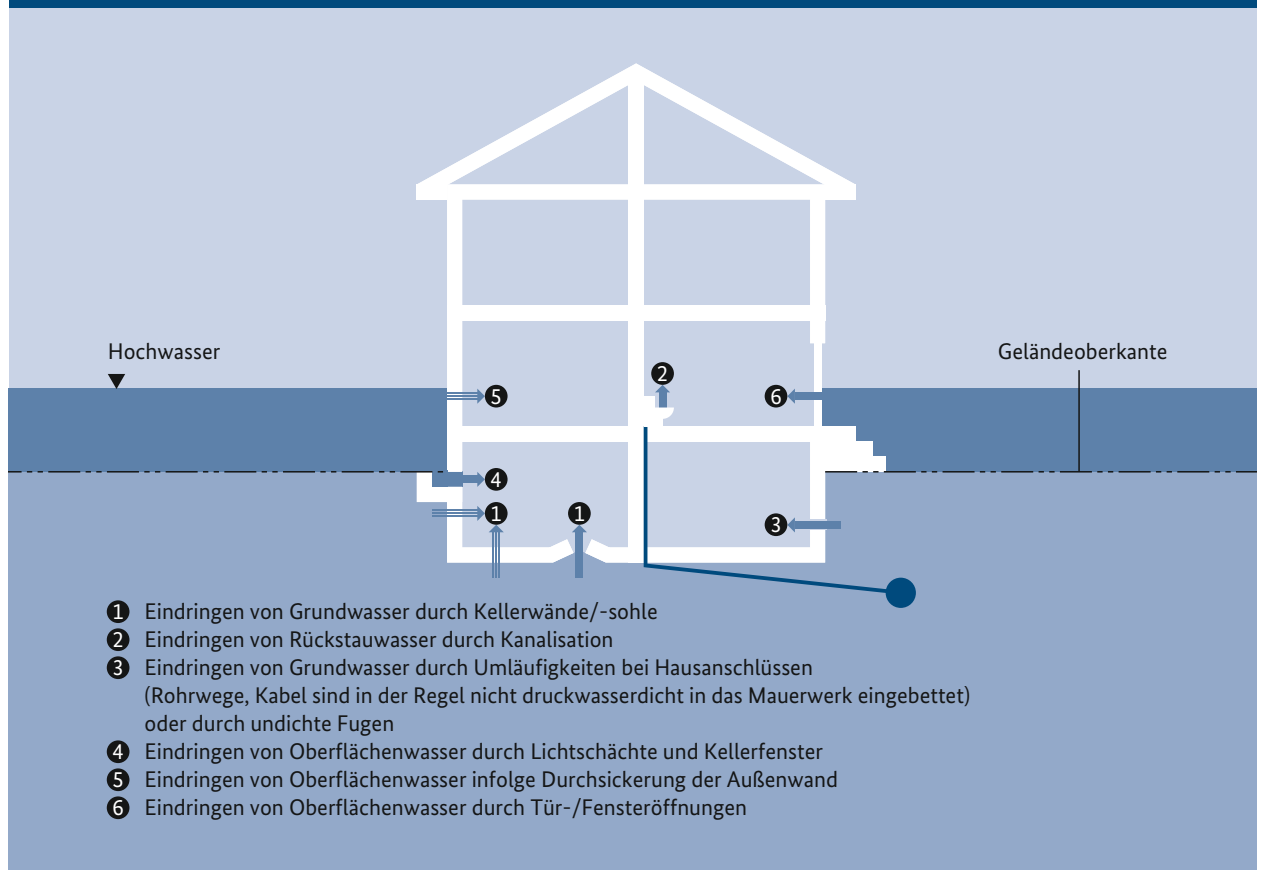 Hochwasser
Geländeoberkante
2
5
6
4
1
1
3
1 Eindringen von Grundwasser durch Kellerwände/-sohle
2 Eindringen von Rückstauwasser durch Kanalisation
3 Eindringen von Grundwasser durch Umläufigkeiten bei Hausanschlüssen
(Rohrwege, Kabel sind in der Regel nicht druckwasserdicht in das Mauerwerk eingebettet)
oder durch undichte Fugen
4 Eindringen von Oberflächenwasser durch Lichtschächte und Kellerfenster
5 Eindringen von Oberflächenwasser infolge Durchsickerung der Außenwand
6 Eindringen von Oberflächenwasser durch Tür-/Fensteröffnungen